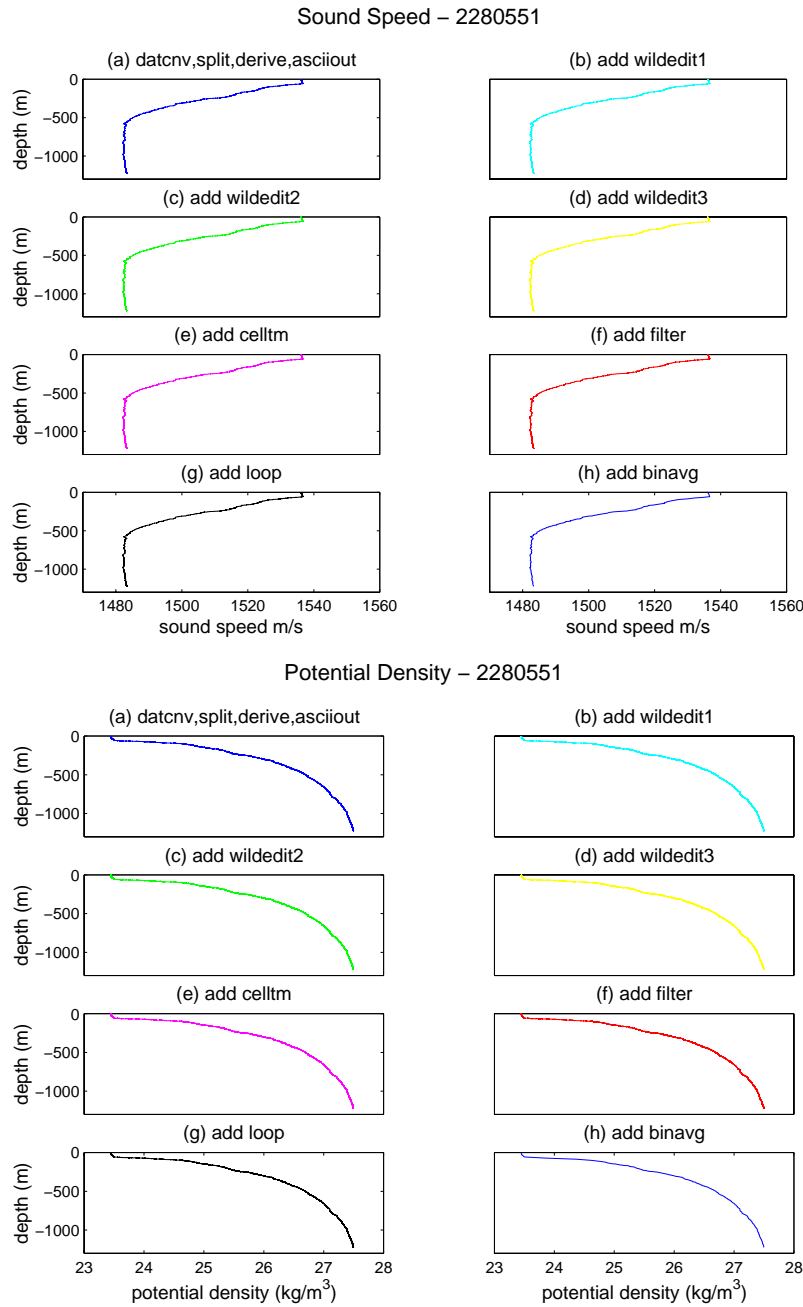 Sound Speed – 2280551
(a) datcnv,split,derive,asciiout
(b) add wildedit1
0
−500
−1000
depth (m)
(c) add wildedit2
(d) add wildedit3
0
−500
−1000
depth (m)
(e) add celltm
(f) add filter
0
−500
−1000
depth (m)
(g) add loop
(h) add binavg
0
−500
−1000
depth (m)
1480 1500 1520 1540 1560
1480 1500 1520 1540 1560
sound speed m/s
sound speed m/s
Potential Density – 2280551
(a) datcnv,split,derive,asciiout
(b) add wildedit1
0
−500
−1000
depth (m)
(c) add wildedit2
(d) add wildedit3
0
−500
−1000
depth (m)
(e) add celltm
(f) add filter
0
−500
−1000
depth (m)
(g) add loop
(h) add binavg
0
−500
−1000
depth (m)
23 24 25 26 27 28
23 24 25 26 27 28
potential density (kg/m³)
potential density (kg/m³)